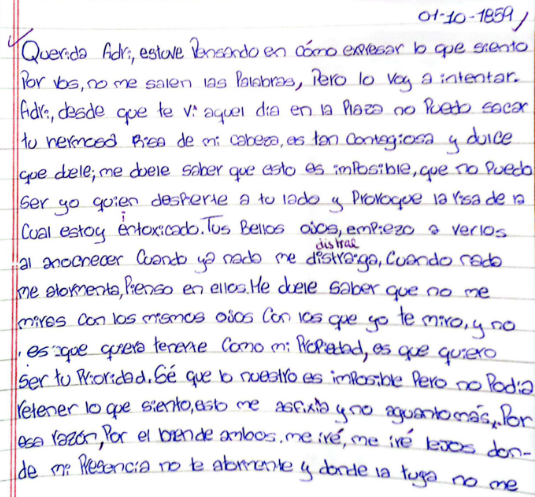 01-10-1859
Querida Adri, estuve Pensando en cómo expresar lo que siento
Por vos, no me salen las Palabras, Pero lo voy a intentar.
Adri, desde que te vi aquel dia en la Plaza no Puedo sacar
tu hermosa Risa de mi cabeza, es tan contagiosa y dulce
que duele; me duele saber que esto es imposible, que no Puedo
ser yo quien despierte a tu lado y Provoque la risa de la
Cual estoy entoxicado. Tus Bellos ojos, empiezo a verlos
distrae
al anochecer Cuando ya nada me distraiga, Cuando nada
me atormenta, Pienso en ellos. Me duele saber que no me
mires con los mismos ojos con los que yo te miro, y no
es que quiera tenerte como mi Propiedad, es que quiero
ser tu Prioridad. Sé que lo nuestro es imposible Pero no Podia
retener lo que siento, esto me asfixia y no aguanto más, Por
esa razón, Por el bien de ambos, me iré, me iré lejos don-
de mi Presencia no te atormente y donde la tuya no me